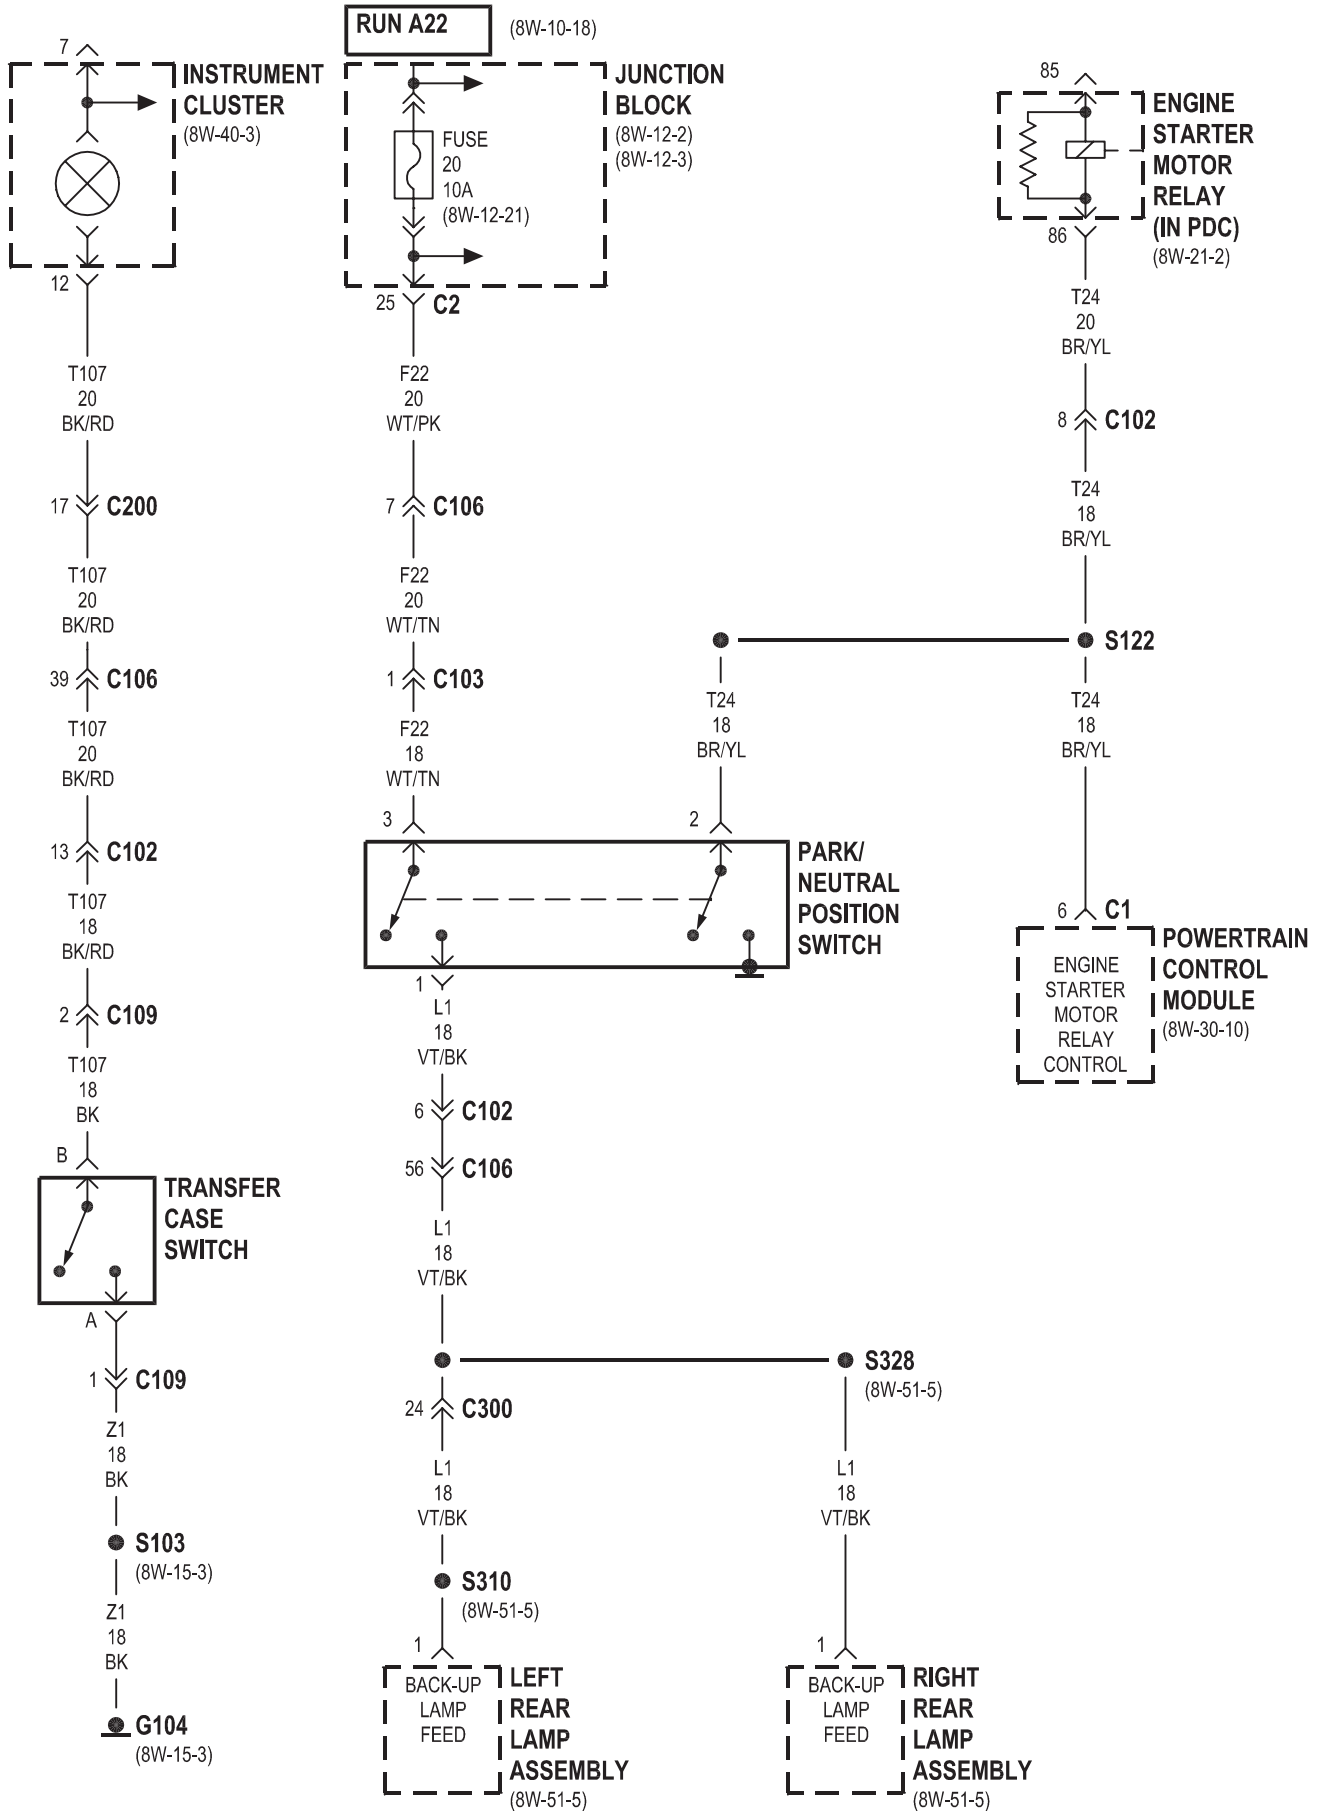 RUN A22
(8W-10-18)
7
INSTRUMENT
CLUSTER
(8W-40-3)
12
T107
20
BK/RD
17
C200
T107
20
BK/RD
39
C106
T107
20
BK/RD
13
C102
T107
18
BK/RD
2
C109
T107
18
BK
B
TRANSFER
CASE
SWITCH
A
1
C109
Z1
18
BK
S103
(8W-15-3)
Z1
18
BK
G104
(8W-15-3)
JUNCTION
BLOCK
(8W-12-2)
(8W-12-3)
FUSE
20
10A
(8W-12-21)
25
C2
F22
20
WT/PK
7
C106
F22
20
WT/TN
1
C103
F22
18
WT/TN
3
2
PARK/
NEUTRAL
POSITION
SWITCH
1
L1
18
VT/BK
6
C102
56
C106
L1
18
VT/BK
S328
(8W-51-5)
24
C300
L1
18
VT/BK
S310
(8W-51-5)
1
BACK-UP
LAMP
FEED
LEFT
REAR
LAMP
ASSEMBLY
(8W-51-5)
L1
18
VT/BK
1
BACK-UP
LAMP
FEED
RIGHT
REAR
LAMP
ASSEMBLY
(8W-51-5)
85
ENGINE
STARTER
MOTOR
RELAY
(IN PDC)
(8W-21-2)
86
T24
20
BR/YL
8
C102
T24
18
BR/YL
S122
T24
18
BR/YL
T24
18
BR/YL
6
C1
ENGINE
STARTER
MOTOR
RELAY
CONTROL
POWERTRAIN
CONTROL
MODULE
(8W-30-10)